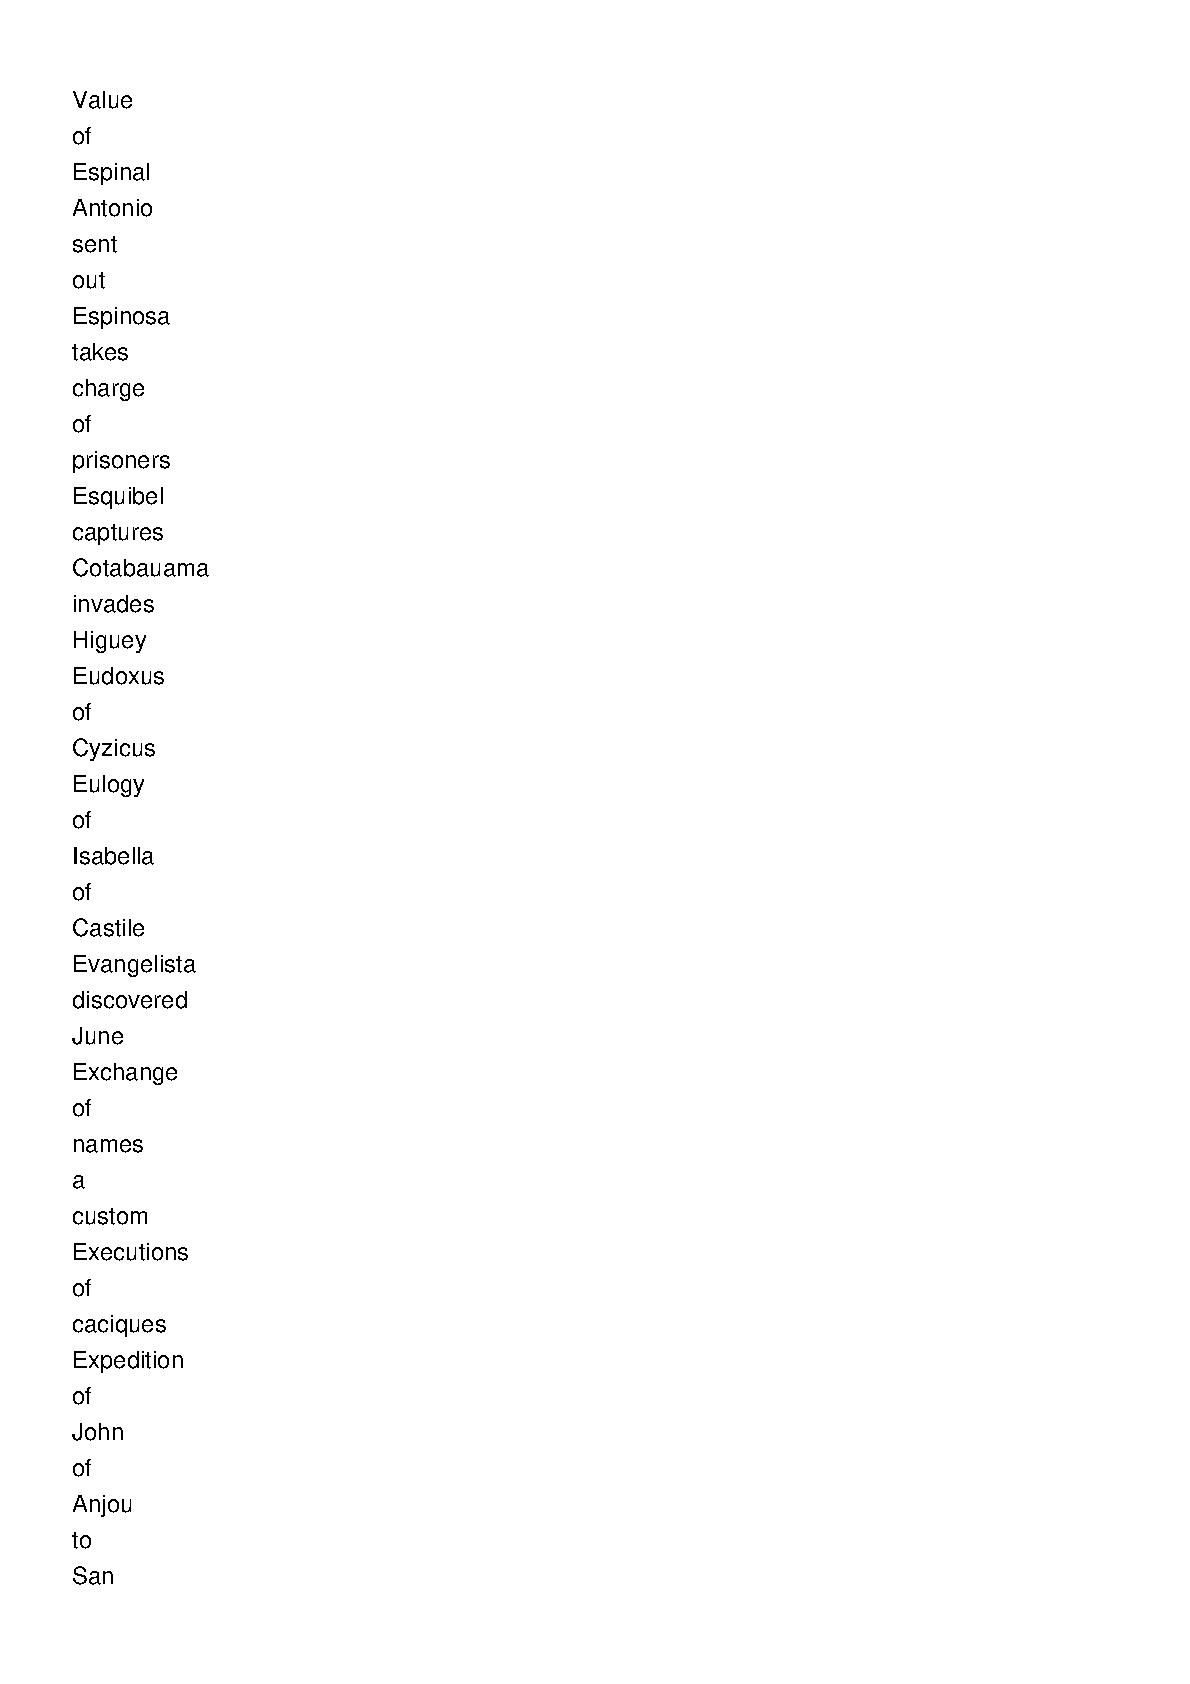 Value
of
Espinal
Antonio
sent
out
Espinosa
takes
charge
of
prisoners
Esquibel
captures
Cotabauama
invades
Higuey
Eudoxus
of
Cyzicus
Eulogy
of
Isabella
of
Castile
Evangelista
discovered
June
Exchange
of
names
a
custom
Executions
of
caciques
Expedition
of
John
of
Anjou
to
San